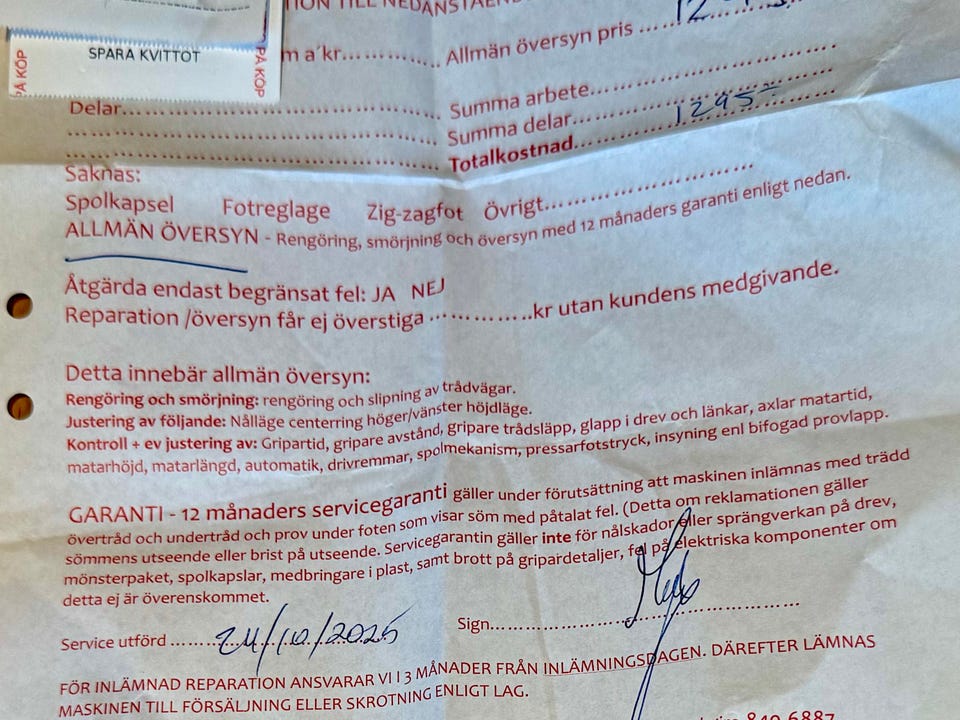 TILL NEDANSTÅEND
SPARA KVITTOT
PÅ KÖP
PÅ KÖP
m a´kr.................. Allmän översyn pris ..................
Delar.................. Summa arbete..................
Summa delar..................
Totalkostnad.................. 1295
Saknas:
Spolkapsel Fotreglage Zig-zagfot Övrigt..................
ALLMÄN ÖVERSYN - Rengöring, smörjning och översyn med 12 månaders garanti enligt nedan.
Åtgärda endast begränsat fel: JA NEJ
Reparation /översyn får ej överstiga ...............kr utan kundens medgivande.
Detta innebär allmän översyn:
Rengöring och smörjning: rengöring och slipning av trådvägar.
Justering av följande: Nålläge centerring höger/vänster höjdläge.
Kontroll + ev justering av: Gripartid, gripare avstånd, gripare trådsläpp, glapp i drev och länkar, axlar matartid,
matarhöjd, matarlängd, automatik, drivremmar, spolmekanism, pressarfotstryck, insyning enl bifogad provlapp.
GARANTI - 12 månaders servicegaranti gäller under förutsättning att maskinen inlämnas med trädd
övertråd och undertråd och prov under foten som visar söm med påtalat fel. (Detta om reklamationen gäller
sömmens utseende eller brist på utseende. Servicegarantin gäller inte för nålskador eller sprängverkan på drev,
mönsterpaket, spolkapslar, medbringare i plast, samt brott på gripardetaljer, fel på elektriska komponenter om
detta ej är överenskommet.
Service utförd .................. 24/10/2025 Sign..................
FÖR INLÄMNAD REPARATION ANSVARAR VI I 3 MÅNADER FRÅN INLÄMNINGSDAGEN. DÄREFTER LÄMNAS
MASKINEN TILL FÖRSÄLJNING ELLER SKROTNING ENLIGT LAG.
840 6887